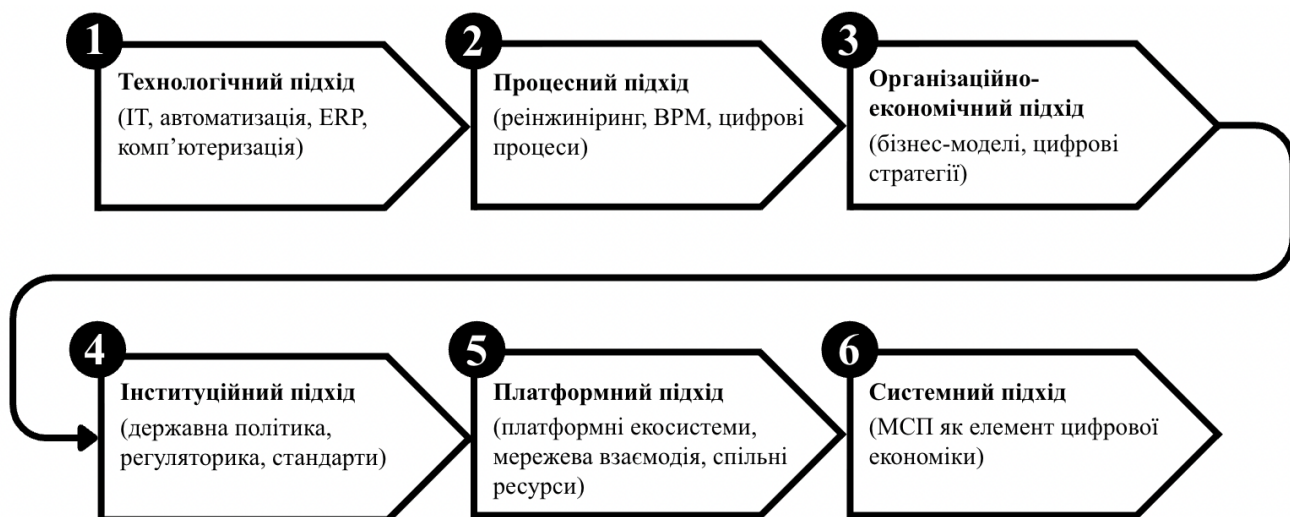 1
Технологічний підхід
(ІТ, автоматизація, ERP,
комп’ютеризація)
2
Процесний підхід
(реінжиніринг, BPM, цифрові
процеси)
3
Організаційно-
економічний підхід
(бізнес-моделі, цифрові
стратегії)
4
Інституційний підхід
(державна політика,
регуляторика, стандарти)
5
Платформний підхід
(платформні екосистеми,
мережева взаємодія, спільні
ресурси)
6
Системний підхід
(МСП як елемент цифрової
економіки)